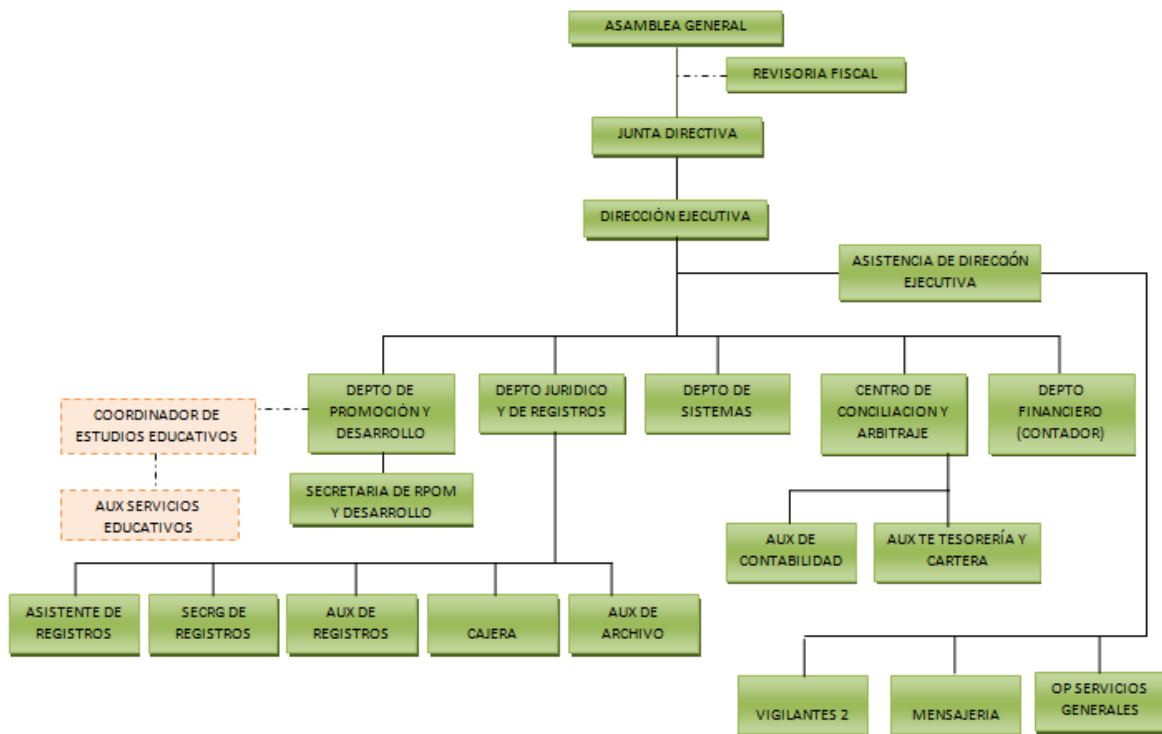 ASAMBLEA GENERAL
REVISORIA FISCAL
JUNTA DIRECTIVA
DIRECCIÓN EJECUTIVA
ASISTENCIA DE DIRECCIÓN
EJECUTIVA
DEPTO DE
PROMOCIÓN Y
DESARROLLO
DEPTO JURIDICO
Y DE REGISTROS
DEPTO DE
SISTEMAS
CENTRO DE
CONCILIACION Y
ARBITRAJE
DEPTO
FINANCIERO
(CONTADOR)
COORDINADOR DE
ESTUDIOS EDUCATIVOS
AUX SERVICIOS
EDUCATIVOS
SECRETARIA DE RPOM
Y DESARROLLO
AUX DE
CONTABILIDAD
AUX TE TESORERÍA Y
CARTERA
ASISTENTE DE
REGISTROS
SECRG DE
REGISTROS
AUX DE
REGISTROS
CAJERA
AUX DE
ARCHIVO
VIGILANTES 2
MENSAJERIA
OP SERVICIOS
GENERALES